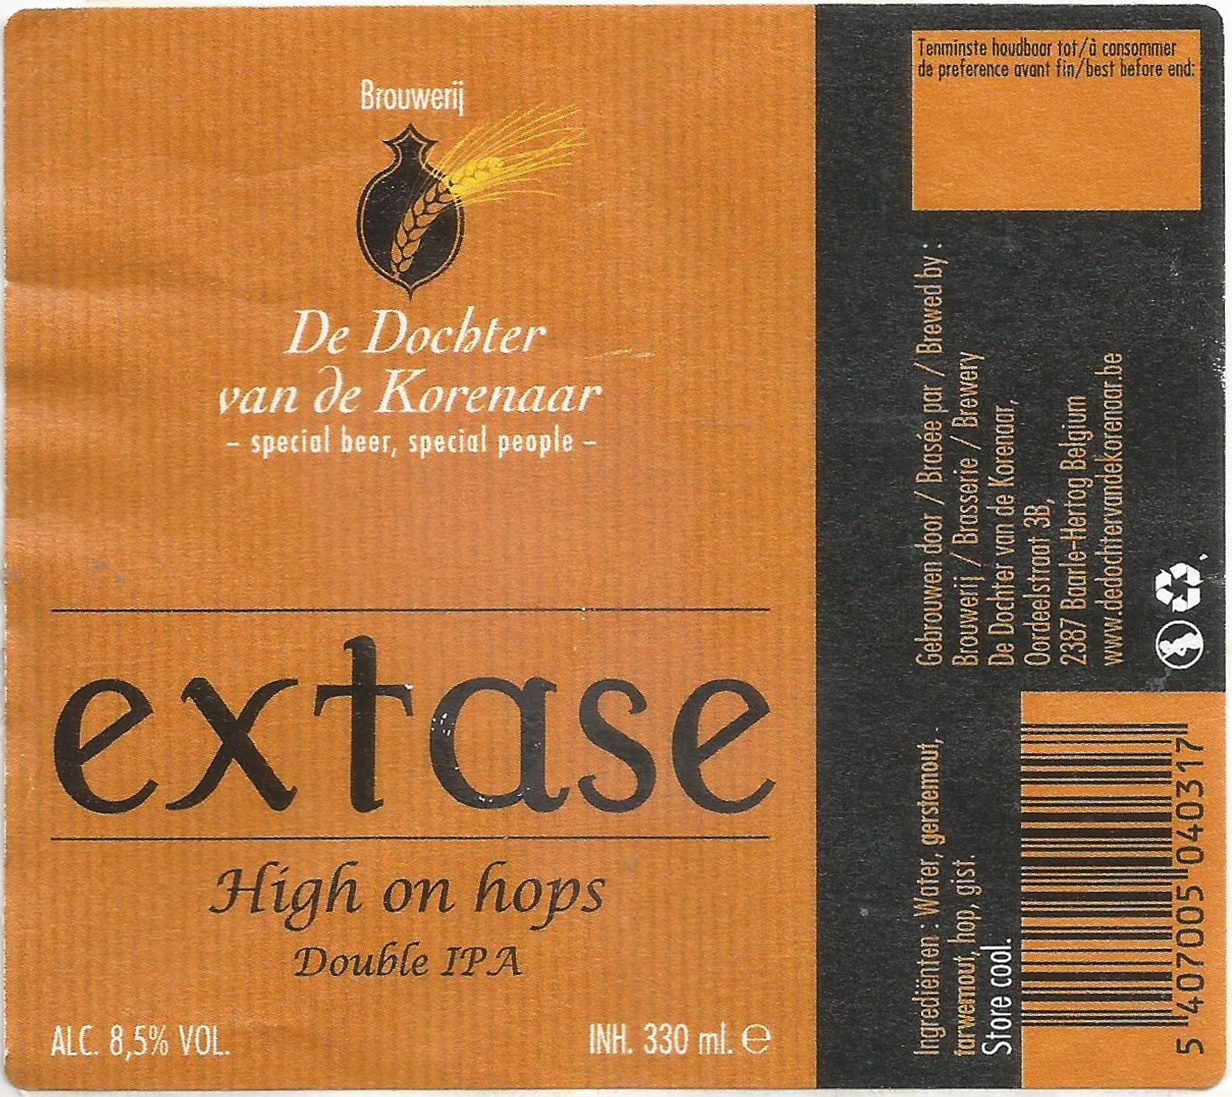 Brouwerij
De Dochter
van de Korenaar
– special beer, special people –
extase
High on hops
Double IPA
ALC. 8,5% VOL.
INH. 330 ml. ℮
Tenminste houdbaar tot/à consommer
de preference avant fin/best before end:
Gebrouwen door / Brasée par / Brewed by :
Brouwerij / Brasserie / Brewery
De Dochter van de Korenaar,
Oordeelstraat 3B,
2387 Baarle-Hertog Belgium
www.dedochtervandekorenaar.be
Ingrediënten : Water, gerstemout,
tarwemout, hop, gist.
Store cool.
5 407005 040317